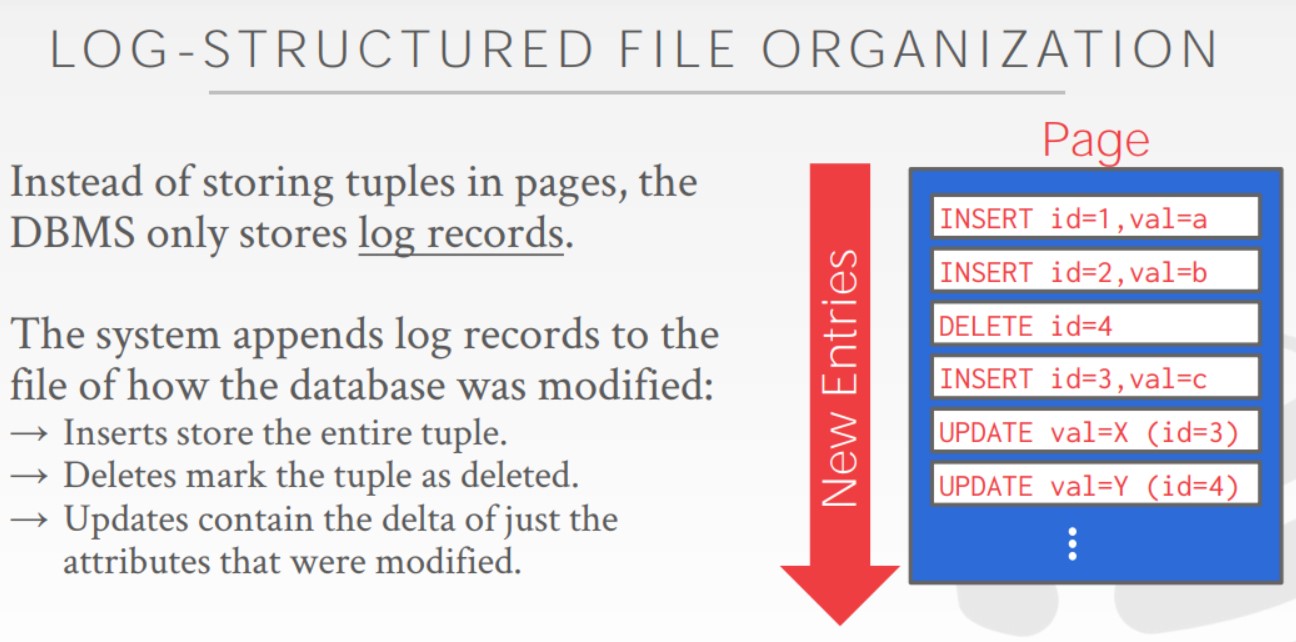 LOG-STRUCTURED FILE ORGANIZATION
Instead of storing tuples in pages, the
DBMS only stores log records.
The system appends log records to the
file of how the database was modified:
→ Inserts store the entire tuple.
→ Deletes mark the tuple as deleted.
→ Updates contain the delta of just the
attributes that were modified.
New Entries
Page
INSERT id=1,val=a
INSERT id=2,val=b
DELETE id=4
INSERT id=3,val=c
UPDATE val=X (id=3)
UPDATE val=Y (id=4)
⋮